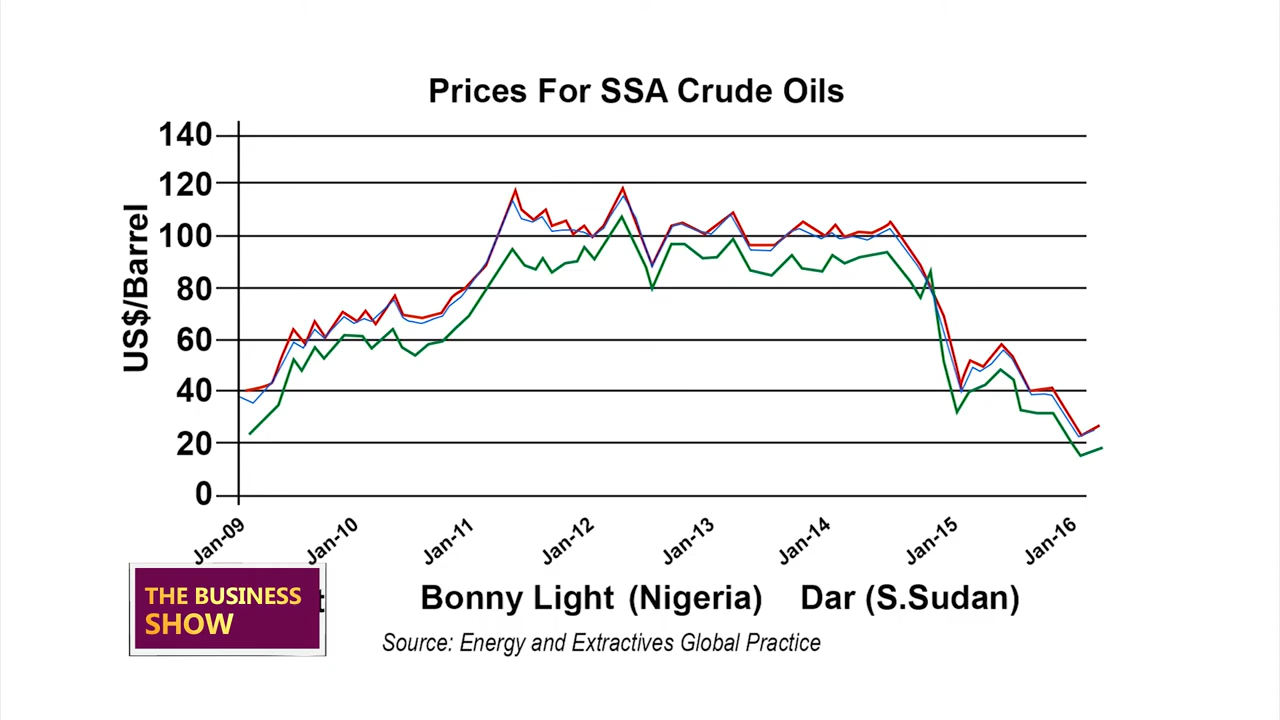 Prices For SSA Crude Oils
US$/Barrel
140
120
100
80
60
40
20
0
Jan-09
Jan-10
Jan-11
Jan-12
Jan-13
Jan-14
Jan-15
Jan-16
THE BUSINESS
SHOW
Bonny Light (Nigeria) Dar (S.Sudan)
Source: Energy and Extractives Global Practice